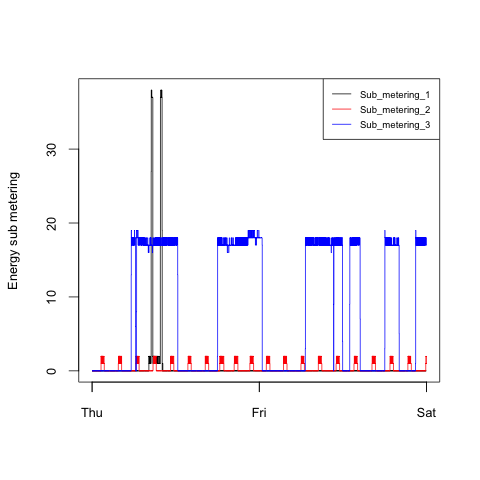 Sub_metering_1
Sub_metering_2
Sub_metering_3
Energy sub metering
30
20
10
0
Thu
Fri
Sat